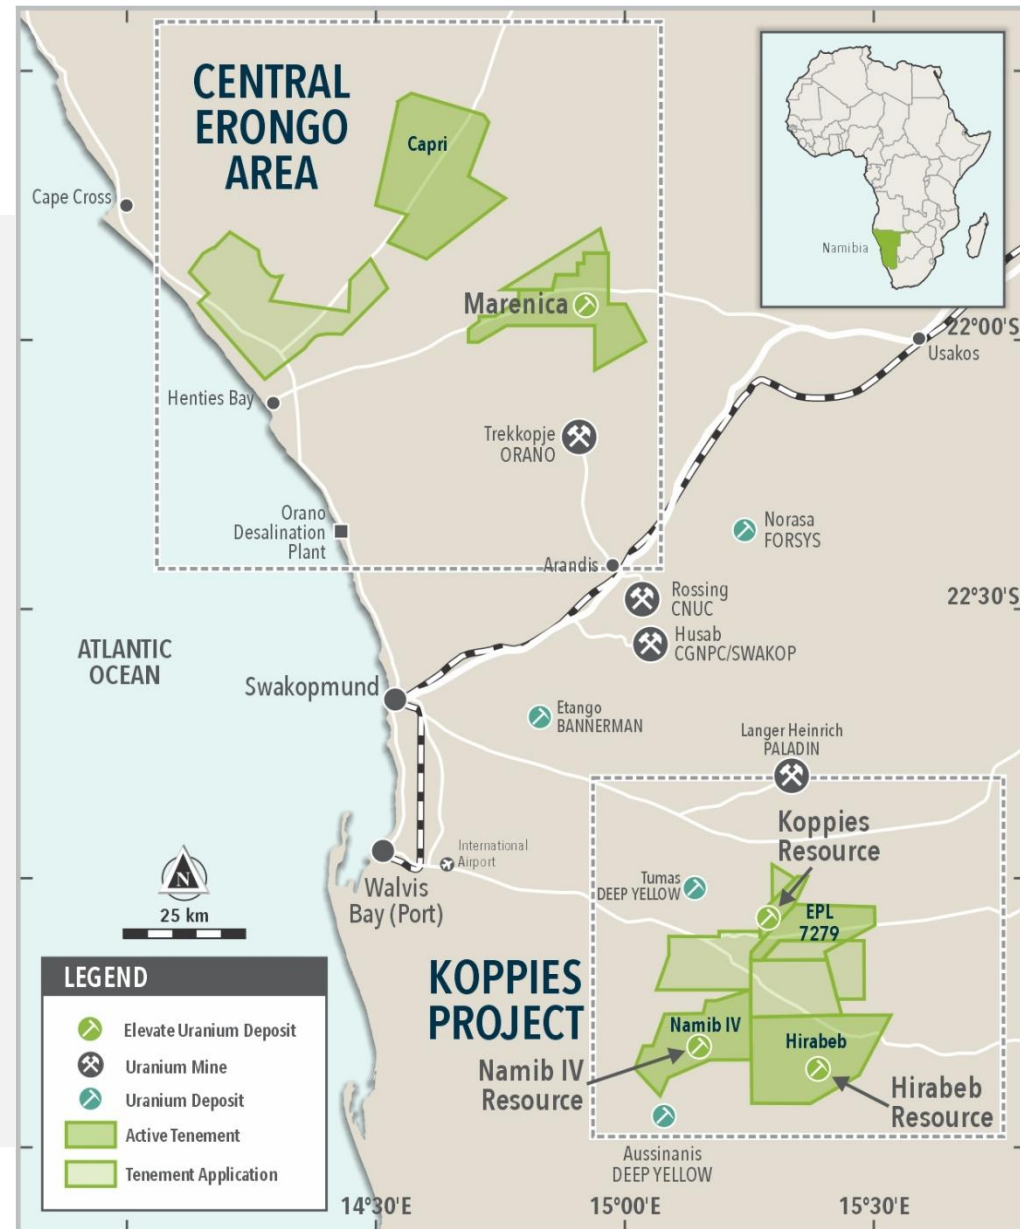 CENTRAL
ERONGO
AREA
Capri
Cape Cross
Namibia
Marenica
22°00'S
Usakos
Henties Bay
Trekkopje
ORANO
Orano
Desalination
Plant
Norasa
FORSYS
Arandis
Rossing
CNUC
22°30'S
Husab
CGNPC/SWAKOP
ATLANTIC
OCEAN
Swakopmund
Etango
BANNERMAN
Langer Heinrich
PALADIN
Koppies
Resource
International
Airport
Walvis
Bay (Port)
Tumas
DEEP YELLOW
EPL
7279
N
25 km
KOPPIES
PROJECT
Namib IV
Hirabeb
Namib IV
Resource
Hirabeb
Resource
Aussinanis
DEEP YELLOW
LEGEND
Elevate Uranium Deposit
Uranium Mine
Uranium Deposit
Active Tenement
Tenement Application
14°30'E
15°00'E
15°30'E